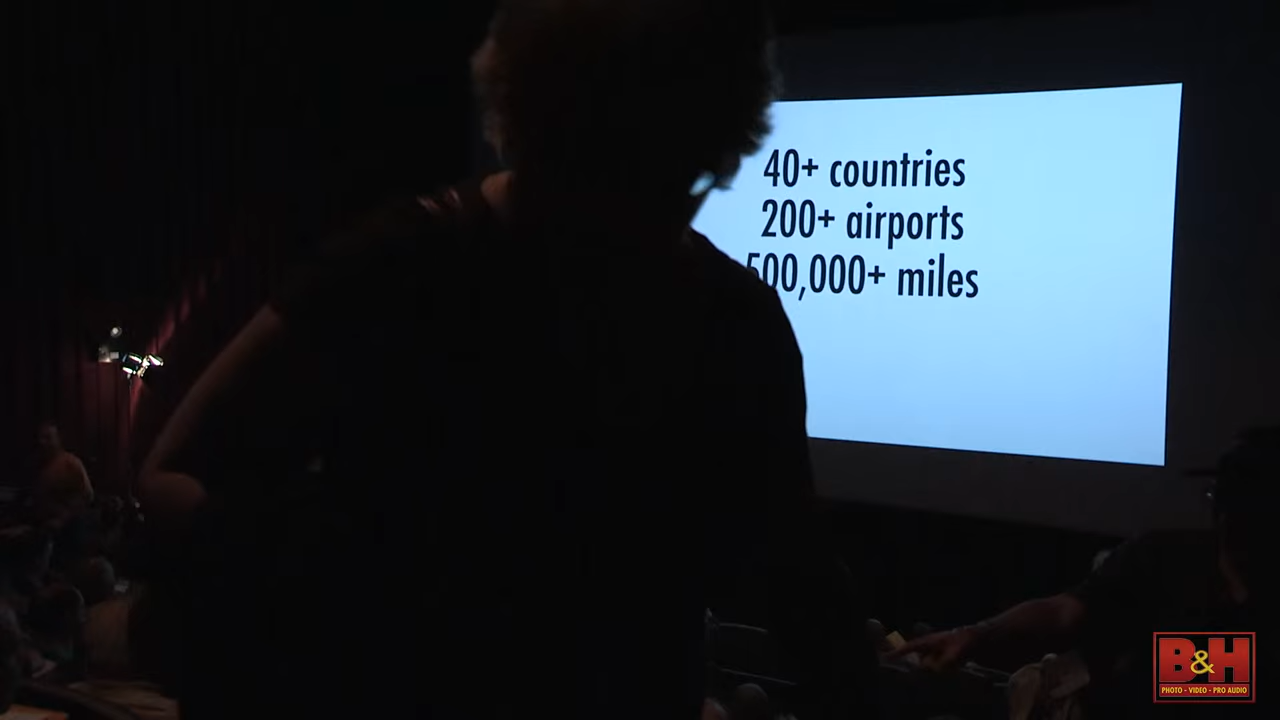 40+ countries
200+ airports
500,000+ miles
B&H
PHOTO - VIDEO - PRO AUDIO